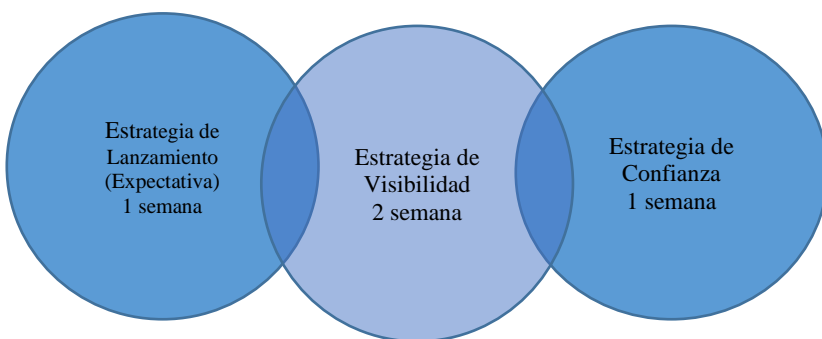 Estrategia de
Lanzamiento
(Expectativa)
1 semana
Estrategia de
Visibilidad
2 semana
Estrategia de
Confianza
1 semana